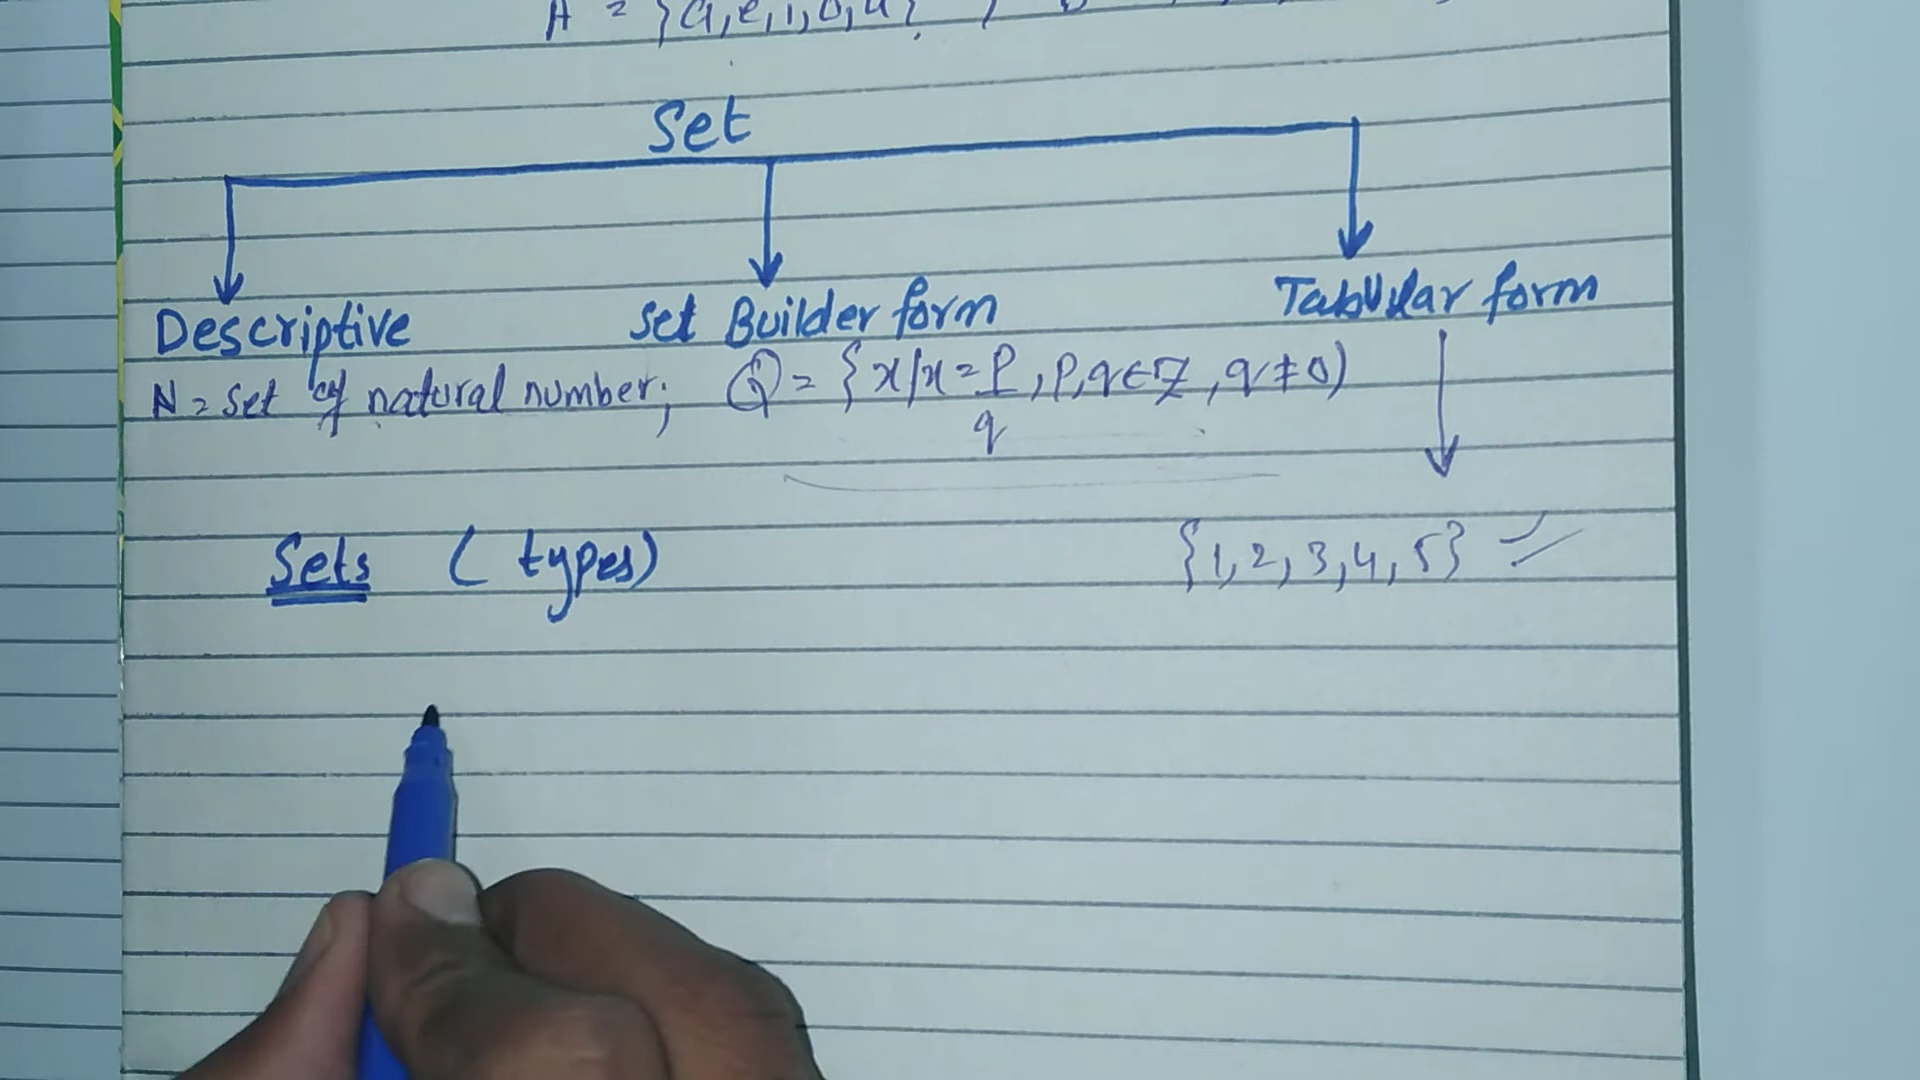 A = {a,e,i,o,u}
Set
Descriptive Set Builder form Tabular form
N = set of natural number; Q = {x/x = p/q, p,q ∈ Z, q ≠ 0)
Sets (types) {1,2,3,4,5}